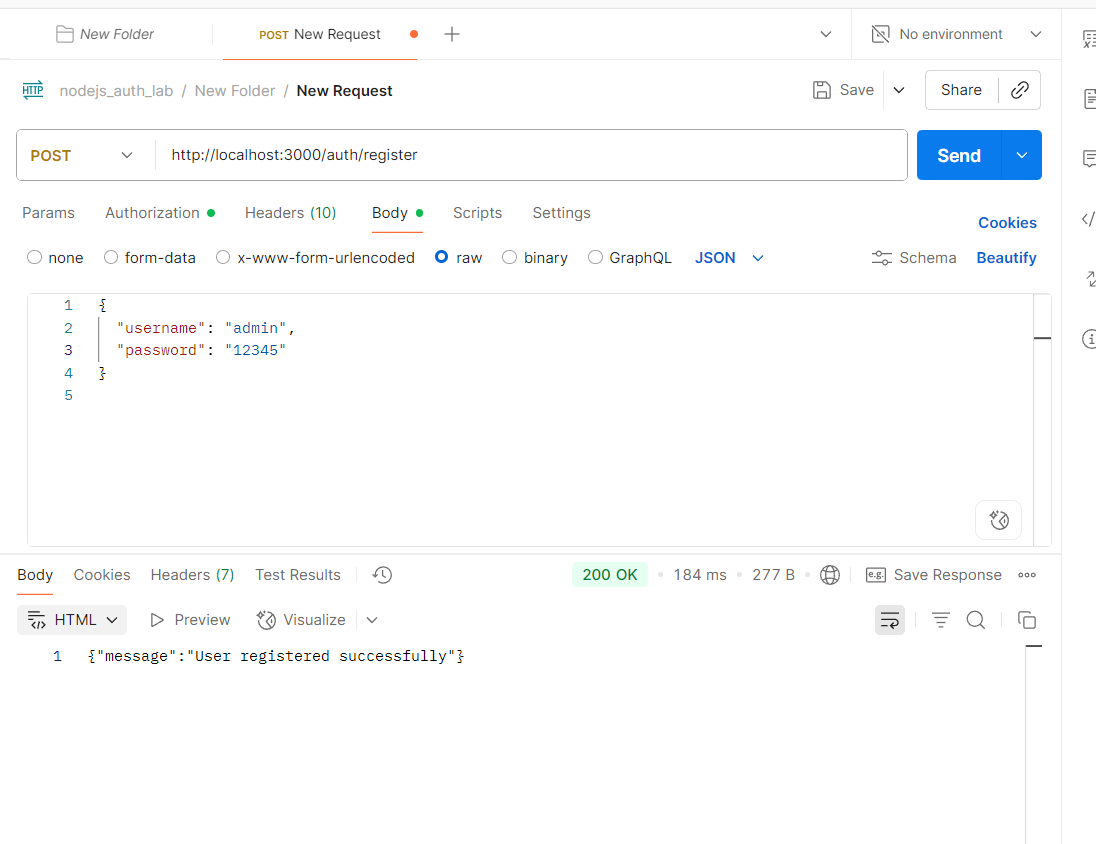 New Folder
POST New Request
No environment
HTTP nodejs_auth_lab / New Folder / New Request
Save
Share
POST
http://localhost:3000/auth/register
Send
Params
Authorization
Headers (10)
Body
Scripts
Settings
Cookies
none
form-data
x-www-form-urlencoded
raw
binary
GraphQL
JSON
Schema
Beautify
1 {
2 "username": "admin",
3 "password": "12345"
4 }
5
Body
Cookies
Headers (7)
Test Results
200 OK
184 ms
277 B
e.g.
Save Response
HTML
Preview
Visualize
1 {"message":"User registered successfully"}